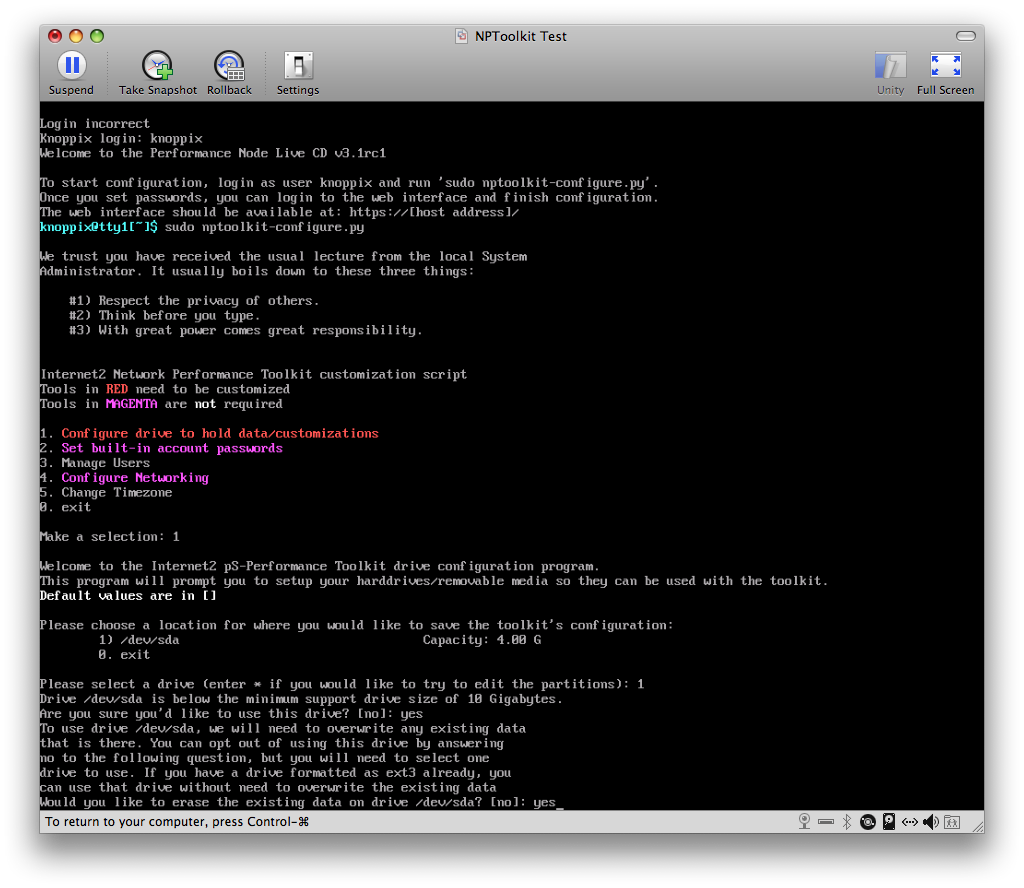 NPToolkit Test
Suspend
Take Snapshot
Rollback
Settings
Unity
Full Screen
Login incorrect
Knoppix login: knoppix
Welcome to the Performance Node Live CD v3.1rc1
To start configuration, login as user knoppix and run 'sudo nptoolkit-configure.py'.
Once you set passwords, you can login to the web interface and finish configuration.
The web interface should be available at: https://[host address]/
knoppix@tty1[~]$ sudo nptoolkit-configure.py
We trust you have received the usual lecture from the local System
Administrator. It usually boils down to these three things:
#1) Respect the privacy of others.
#2) Think before you type.
#3) With great power comes great responsibility.
Internet2 Network Performance Toolkit customization script
Tools in RED need to be customized
Tools in MAGENTA are not required
1. Configure drive to hold data/customizations
2. Set built-in account passwords
3. Manage Users
4. Configure Networking
5. Change Timezone
0. exit
Make a selection: 1
Welcome to the Internet2 pS-Performance Toolkit drive configuration program.
This program will prompt you to setup your harddrives/removable media so they can be used with the toolkit.
Default values are in []
Please choose a location for where you would like to save the toolkit's configuration:
1) /dev/sda Capacity: 4.00 G
0. exit
Please select a drive (enter * if you would like to try to edit the partitions): 1
Drive /dev/sda is below the minimum support drive size of 10 Gigabytes.
Are you sure you'd like to use this drive? [no]: yes
To use drive /dev/sda, we will need to overwrite any existing data
that is there. You can opt out of using this drive by answering
no to the following question, but you will need to select one
drive to use. If you have a drive formatted as ext3 already, you
can use that drive without need to overwrite the existing data
Would you like to erase the existing data on drive /dev/sda? [no]: yes_
To return to your computer, press Control-⌘